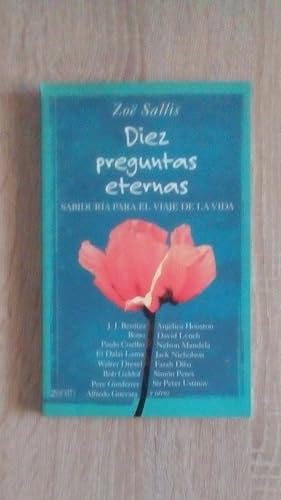 Zoë Sallis
Diez
preguntas
eternas
SABIDURÍA PARA EL VIAJE DE LA VIDA
J. J. Benítez
Bono
Paulo Coelho
El Dalai Lama
Walter Diesel
Bob Geldof
Pere Gimferrer
Alfredo Guevara
Anjelica Houston
David Lynch
Nelson Mandela
Jack Nicholson
Farah Diba
Simón Peres
Sir Peter Ustinov
y otros